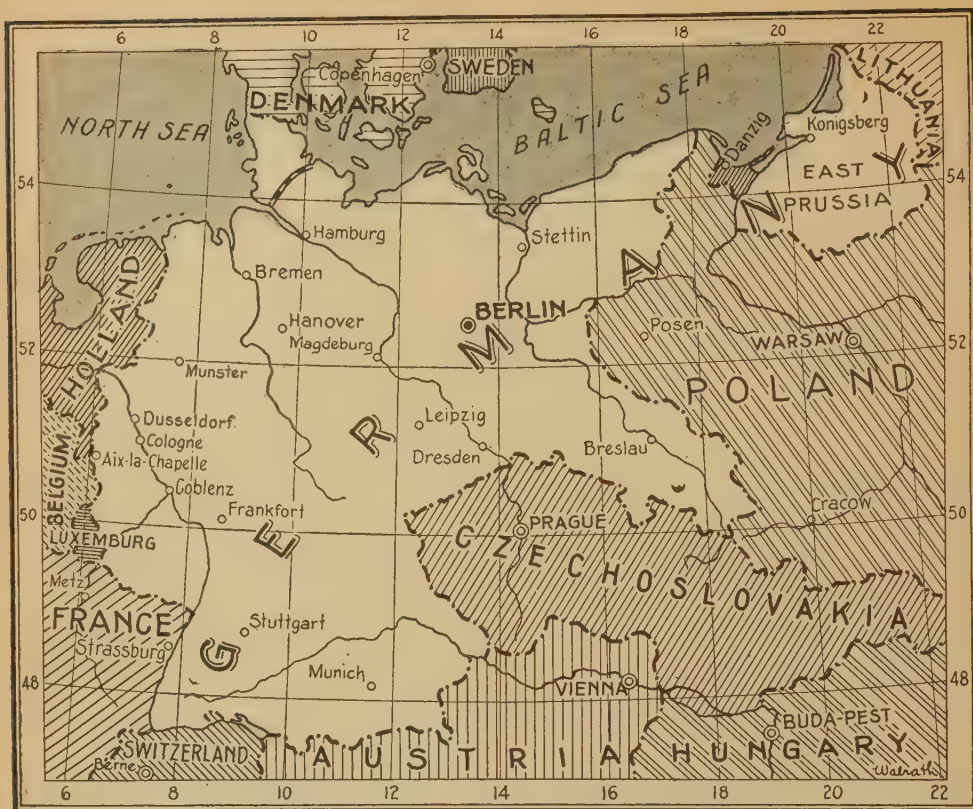 6 8 10 12 14 16 18 20 22
Copenhagen
SWEDEN
DENMARK
LITHUANIA
NORTH SEA
BALTIC SEA
Danzig
Konigsberg
EAST
PRUSSIA
54
54
Hamburg
Stettin
Bremen
HOLLAND
BERLIN
Hanover
Magdeburg
Posen
WARSAW
52
52
Munster
POLAND
Dusseldorf.
Cologne
Aix-la-Chapelle
Coblenz
Leipzig
Dresden
Breslau
BELGIUM
Cracow
50
50
Frankfort
PRAGUE
LUXEMBURG
CZECHOSLOVAKIA
Metz
FRANCE
Strassburg
Stuttgart
GERMANY
Munich
48
48
VIENNA
BUDA-PEST
SWITZERLAND
Berne
AUSTRIA
HUNGARY
Walrath
6 8 10 12 14 16 18 20 22